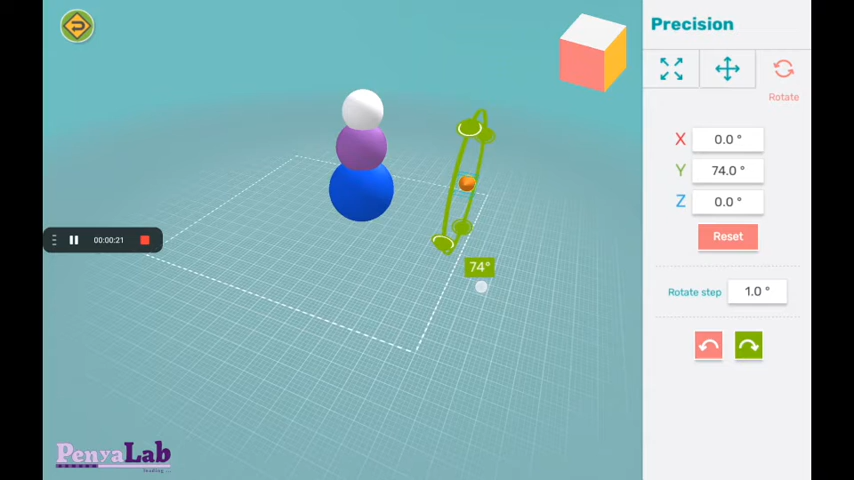 Precision
Rotate
X 0.0 °
Y 74.0 °
Z 0.0 °
Reset
Rotate step 1.0 °
00:00:21
74°
PenyaLab